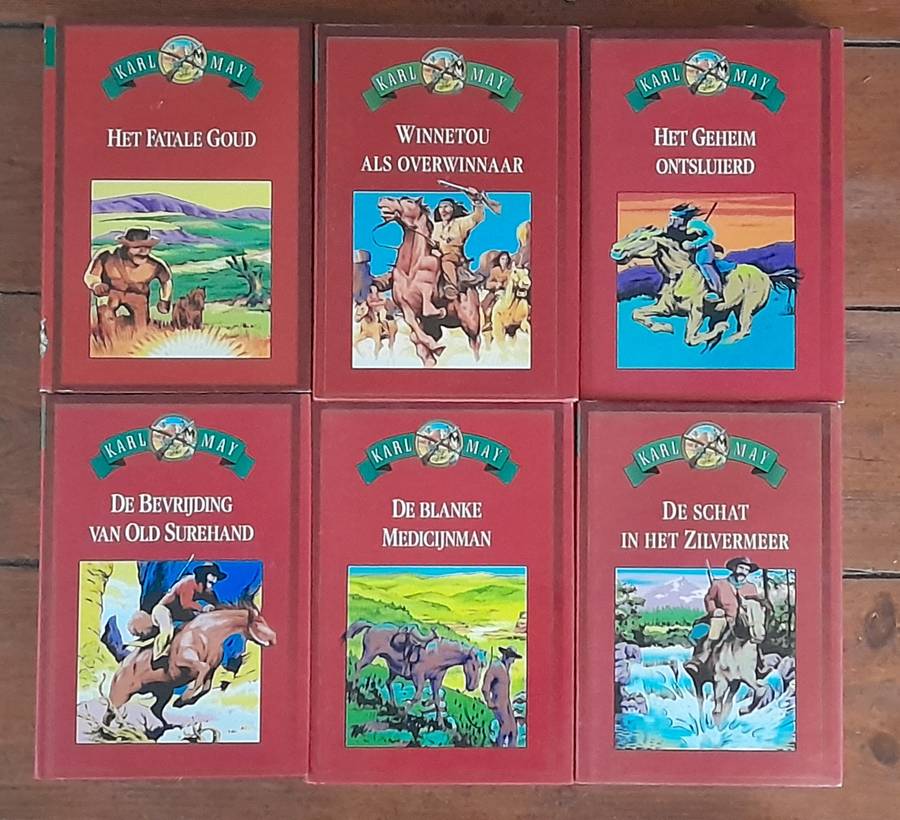 KARL MAY
HET FATALE GOUD
KARL MAY
WINNETOU
ALS OVERWINNAAR
KARL MAY
HET GEHEIM
ONTSLUIERD
KARL MAY
DE BEVRIJDING
VAN OLD SUREHAND
KARL MAY
DE BLANKE
MEDICIJNMAN
KARL MAY
DE SCHAT
IN HET ZILVERMEER